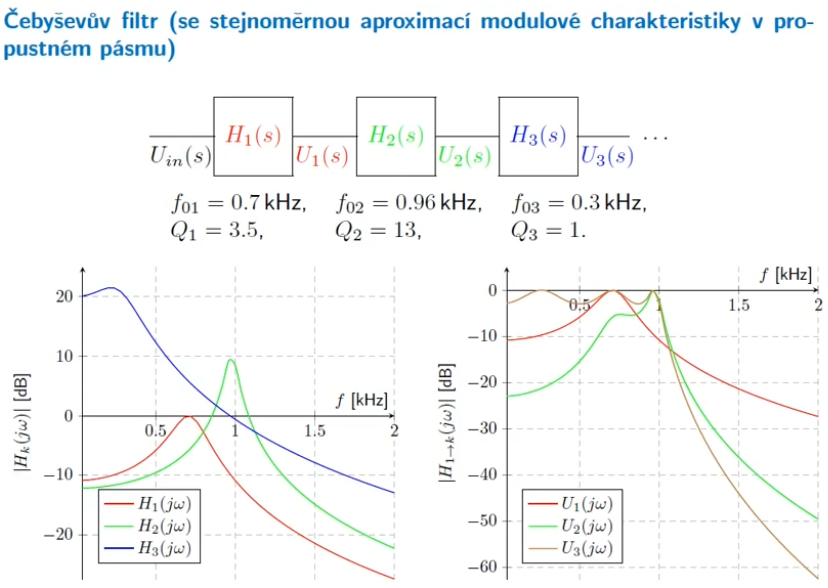 Čebyševův filtr (se stejnoměrnou aproximací modulové charakteristiky v pro-
pustném pásmu)
H₁(s) H₂(s) H₃(s) ···
Uᵢₙ(s) U₁(s) U₂(s) U₃(s)
f₀₁ = 0.7 kHz, f₀₂ = 0.96 kHz, f₀₃ = 0.3 kHz,
Q₁ = 3.5, Q₂ = 13, Q₃ = 1.
20
10
0
−10
−20
|Hₖ(jω)| [dB]
f [kHz]
0.5 1 1.5 2
H₁(jω)
H₂(jω)
H₃(jω)
f [kHz]
0
−10
−20
−30
−40
−50
−60
|H₁→ₖ(jω)| [dB]
0.5 1 1.5 2
U₁(jω)
U₂(jω)
U₃(jω)